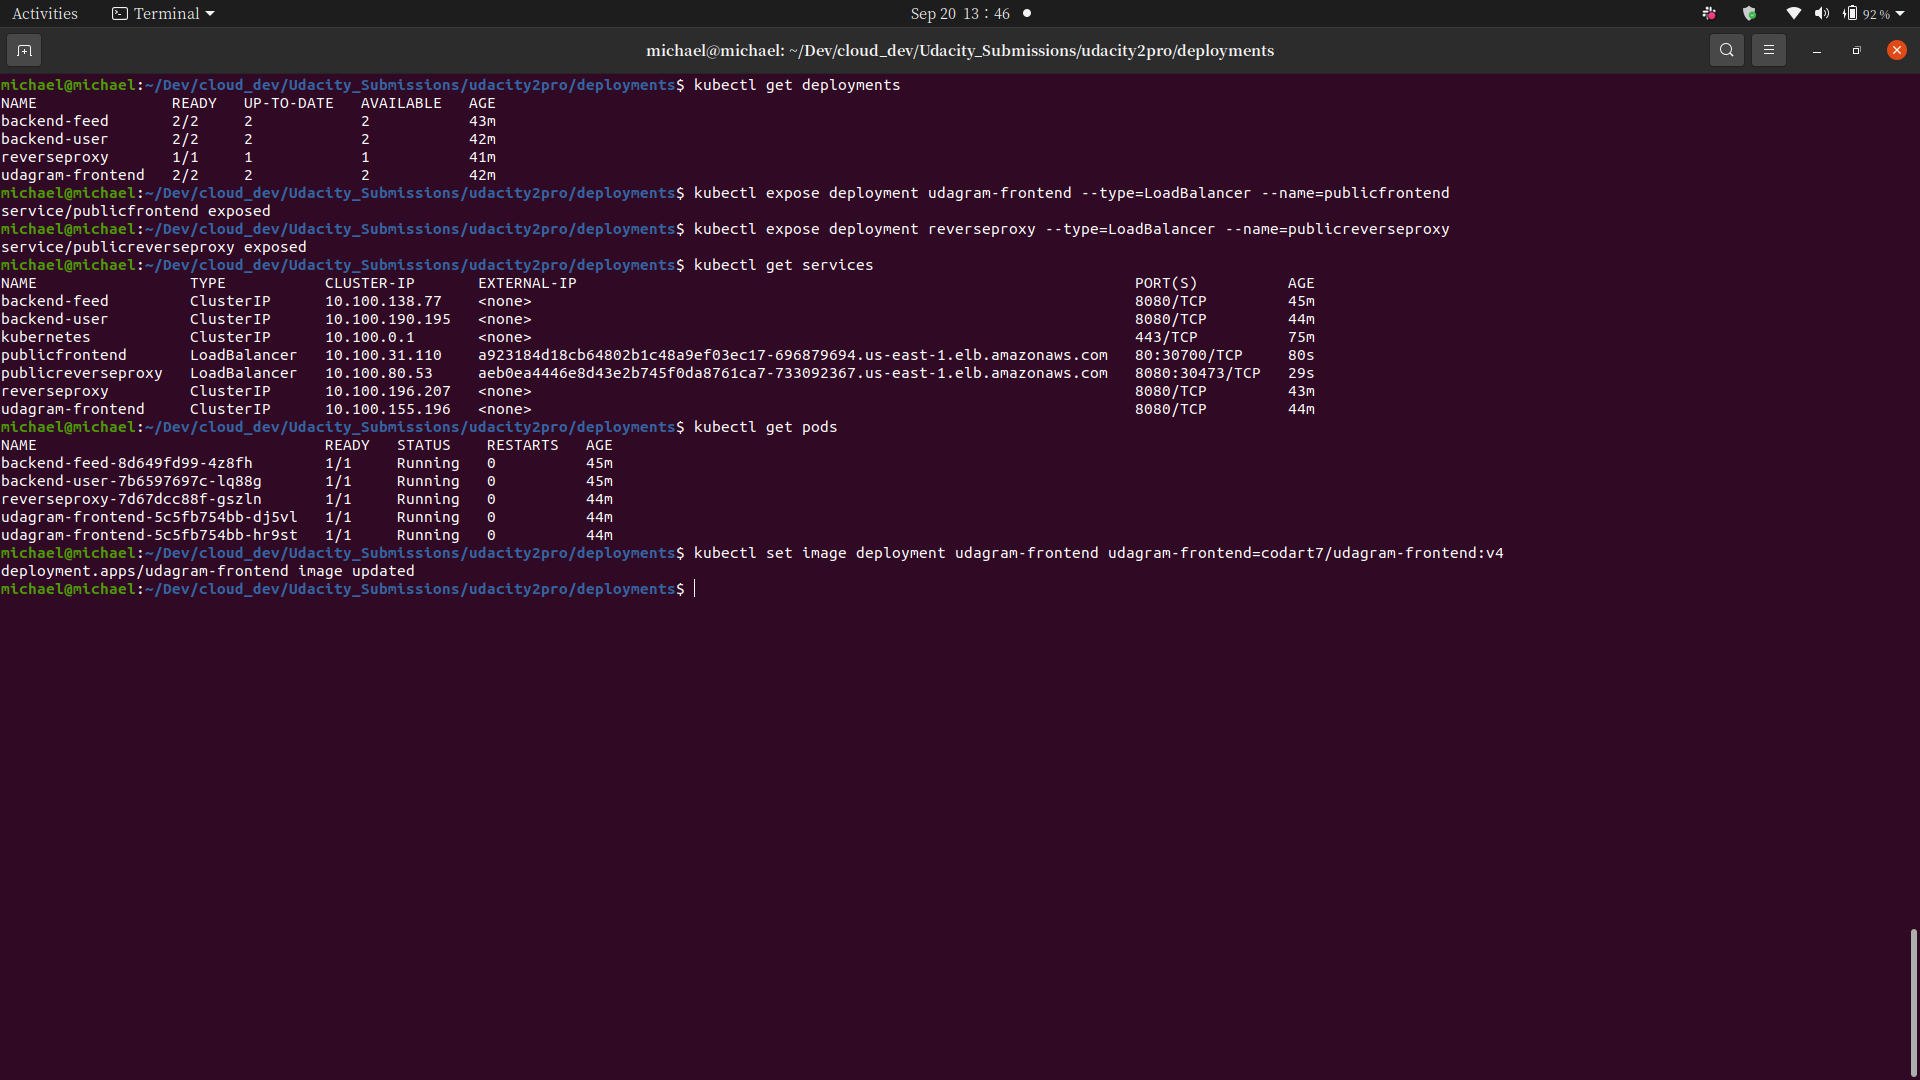 Activities Terminal Sep 20 13:46 92 %
michael@michael: ~/Dev/cloud_dev/Udacity_Submissions/udacity2pro/deployments
michael@michael:~/Dev/cloud_dev/Udacity_Submissions/udacity2pro/deployments$ kubectl get deployments
NAME READY UP-TO-DATE AVAILABLE AGE
backend-feed 2/2 2 2 43m
backend-user 2/2 2 2 42m
reverseproxy 1/1 1 1 41m
udagram-frontend 2/2 2 2 42m
michael@michael:~/Dev/cloud_dev/Udacity_Submissions/udacity2pro/deployments$ kubectl expose deployment udagram-frontend --type=LoadBalancer --name=publicfrontend
service/publicfrontend exposed
michael@michael:~/Dev/cloud_dev/Udacity_Submissions/udacity2pro/deployments$ kubectl expose deployment reverseproxy --type=LoadBalancer --name=publicreverseproxy
service/publicreverseproxy exposed
michael@michael:~/Dev/cloud_dev/Udacity_Submissions/udacity2pro/deployments$ kubectl get services
NAME TYPE CLUSTER-IP EXTERNAL-IP PORT(S) AGE
backend-feed ClusterIP 10.100.138.77 <none> 8080/TCP 45m
backend-user ClusterIP 10.100.190.195 <none> 8080/TCP 44m
kubernetes ClusterIP 10.100.0.1 <none> 443/TCP 75m
publicfrontend LoadBalancer 10.100.31.110 a923184d18cb64802b1c48a9ef03ec17-696879694.us-east-1.elb.amazonaws.com 80:30700/TCP 80s
publicreverseproxy LoadBalancer 10.100.80.53 aeb0ea4446e8d43e2b745f0da8761ca7-733092367.us-east-1.elb.amazonaws.com 8080:30473/TCP 29s
reverseproxy ClusterIP 10.100.196.207 <none> 8080/TCP 43m
udagram-frontend ClusterIP 10.100.155.196 <none> 8080/TCP 44m
michael@michael:~/Dev/cloud_dev/Udacity_Submissions/udacity2pro/deployments$ kubectl get pods
NAME READY STATUS RESTARTS AGE
backend-feed-8d649fd99-4z8fh 1/1 Running 0 45m
backend-user-7b6597697c-lq88g 1/1 Running 0 45m
reverseproxy-7d67dcc88f-gszln 1/1 Running 0 44m
udagram-frontend-5c5fb754bb-dj5vl 1/1 Running 0 44m
udagram-frontend-5c5fb754bb-hr9st 1/1 Running 0 44m
michael@michael:~/Dev/cloud_dev/Udacity_Submissions/udacity2pro/deployments$ kubectl set image deployment udagram-frontend udagram-frontend=codart7/udagram-frontend:v4
deployment.apps/udagram-frontend image updated
michael@michael:~/Dev/cloud_dev/Udacity_Submissions/udacity2pro/deployments$